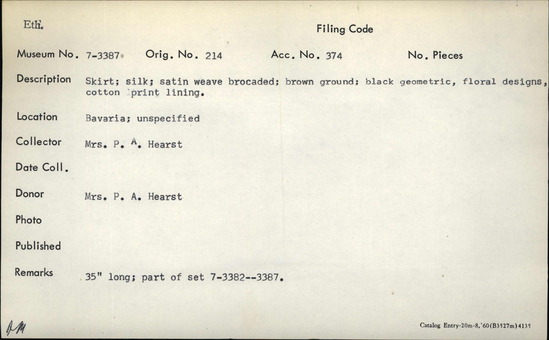 Eth.
Filing Code
Museum No. 7-3387 Orig. No. 214 Acc. No. 374 No. Pieces
Description Skirt; silk; satin weave brocaded; brown ground; black geometric, floral designs,
cotton print lining.
Location Bavaria; unspecified
Collector Mrs. P. A. Hearst
Date Coll.
Donor Mrs. P. A. Hearst
Photo
Published
Remarks 35" long; part of set 7-3382--3387.
Catalog Entry-20m-8,'60(B3527m)4139